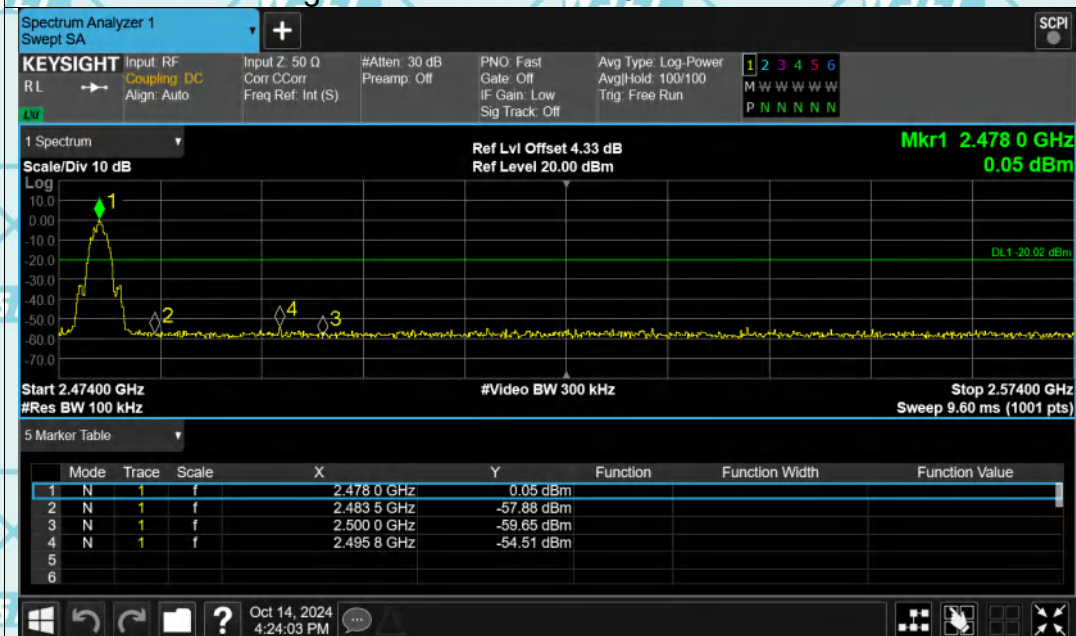 Spectrum Analyzer 1
Swept SA
+
SCPI
KEYSIGHT Input: RF Input Z: 50 Ω #Atten: 30 dB PNO: Fast Avg Type: Log-Power 1 2 3 4 5 6
RL Coupling: DC Corr CCorr Preamp: Off Gate: Off Avg|Hold: 100/100 M W W W W W
Align: Auto Freq Ref: Int (S) IF Gain: Low Trig: Free Run
LXI Sig Track: Off P N N N N N
1 Spectrum Ref Lvl Offset 4.33 dB Mkr1 2.478 0 GHz
Scale/Div 10 dB Ref Level 20.00 dBm 0.05 dBm
Log
10.0 1
0.00
-10.0
-20.0 DL1 -20.02 dBm
-30.0
-40.0
-50.0 2 4 3
-60.0
-70.0
Start 2.47400 GHz #Video BW 300 kHz Stop 2.57400 GHz
#Res BW 100 kHz Sweep 9.60 ms (1001 pts)
5 Marker Table
Mode Trace Scale X Y Function Function Width Function Value
1 N 1 f 2.478 0 GHz 0.05 dBm
2 N 1 f 2.483 5 GHz -57.88 dBm
3 N 1 f 2.500 0 GHz -59.65 dBm
4 N 1 f 2.495 8 GHz -54.51 dBm
5
6
? Oct 14, 2024
4:24:03 PM